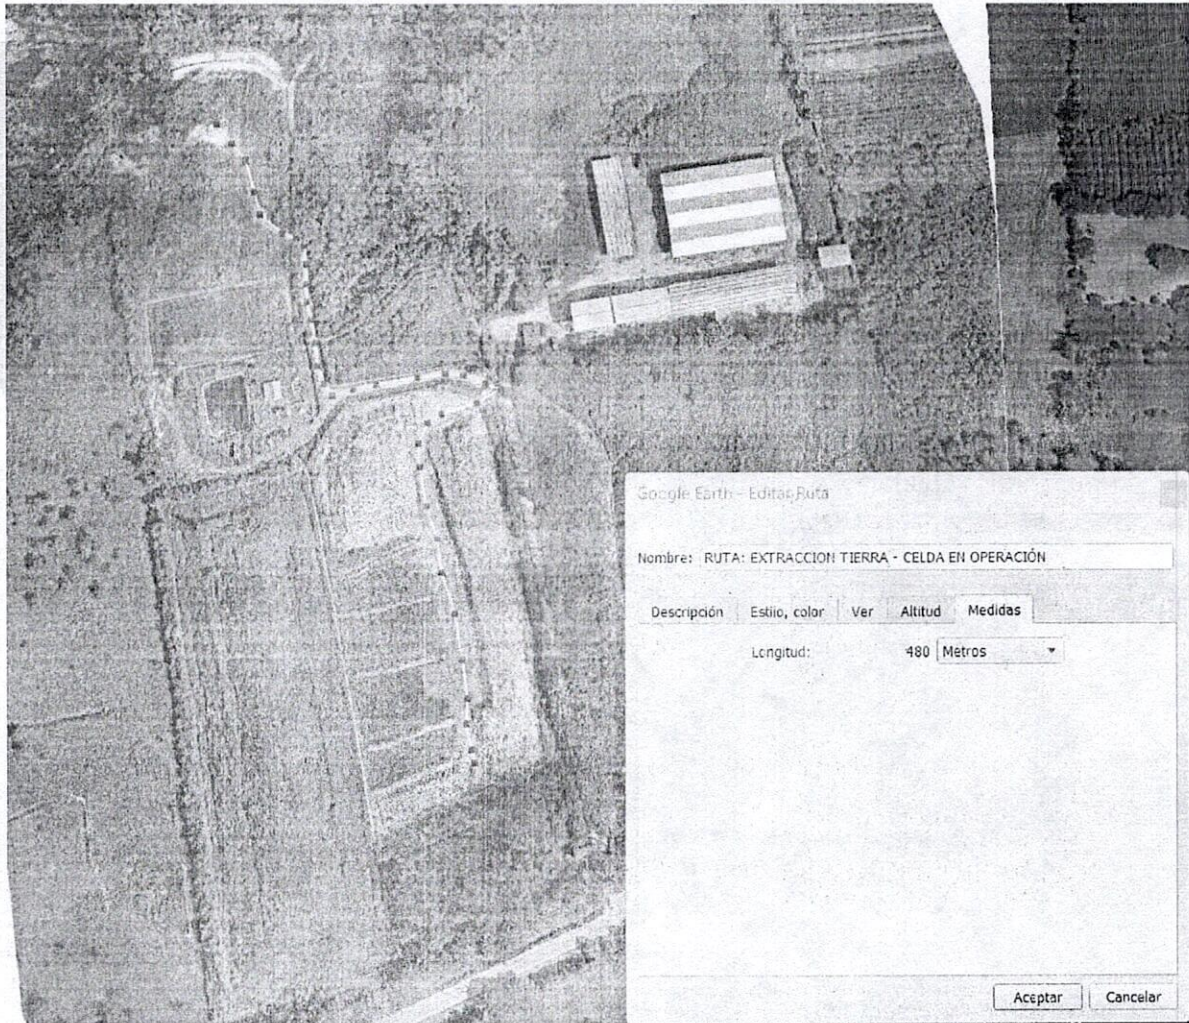 Google Earth - Editar Ruta
Nombre: RUTA: EXTRACCION TIERRA - CELDA EN OPERACIÓN
Descripción Estilo, color Ver Altitud Medidas
Longitud: 480 Metros
Aceptar Cancelar